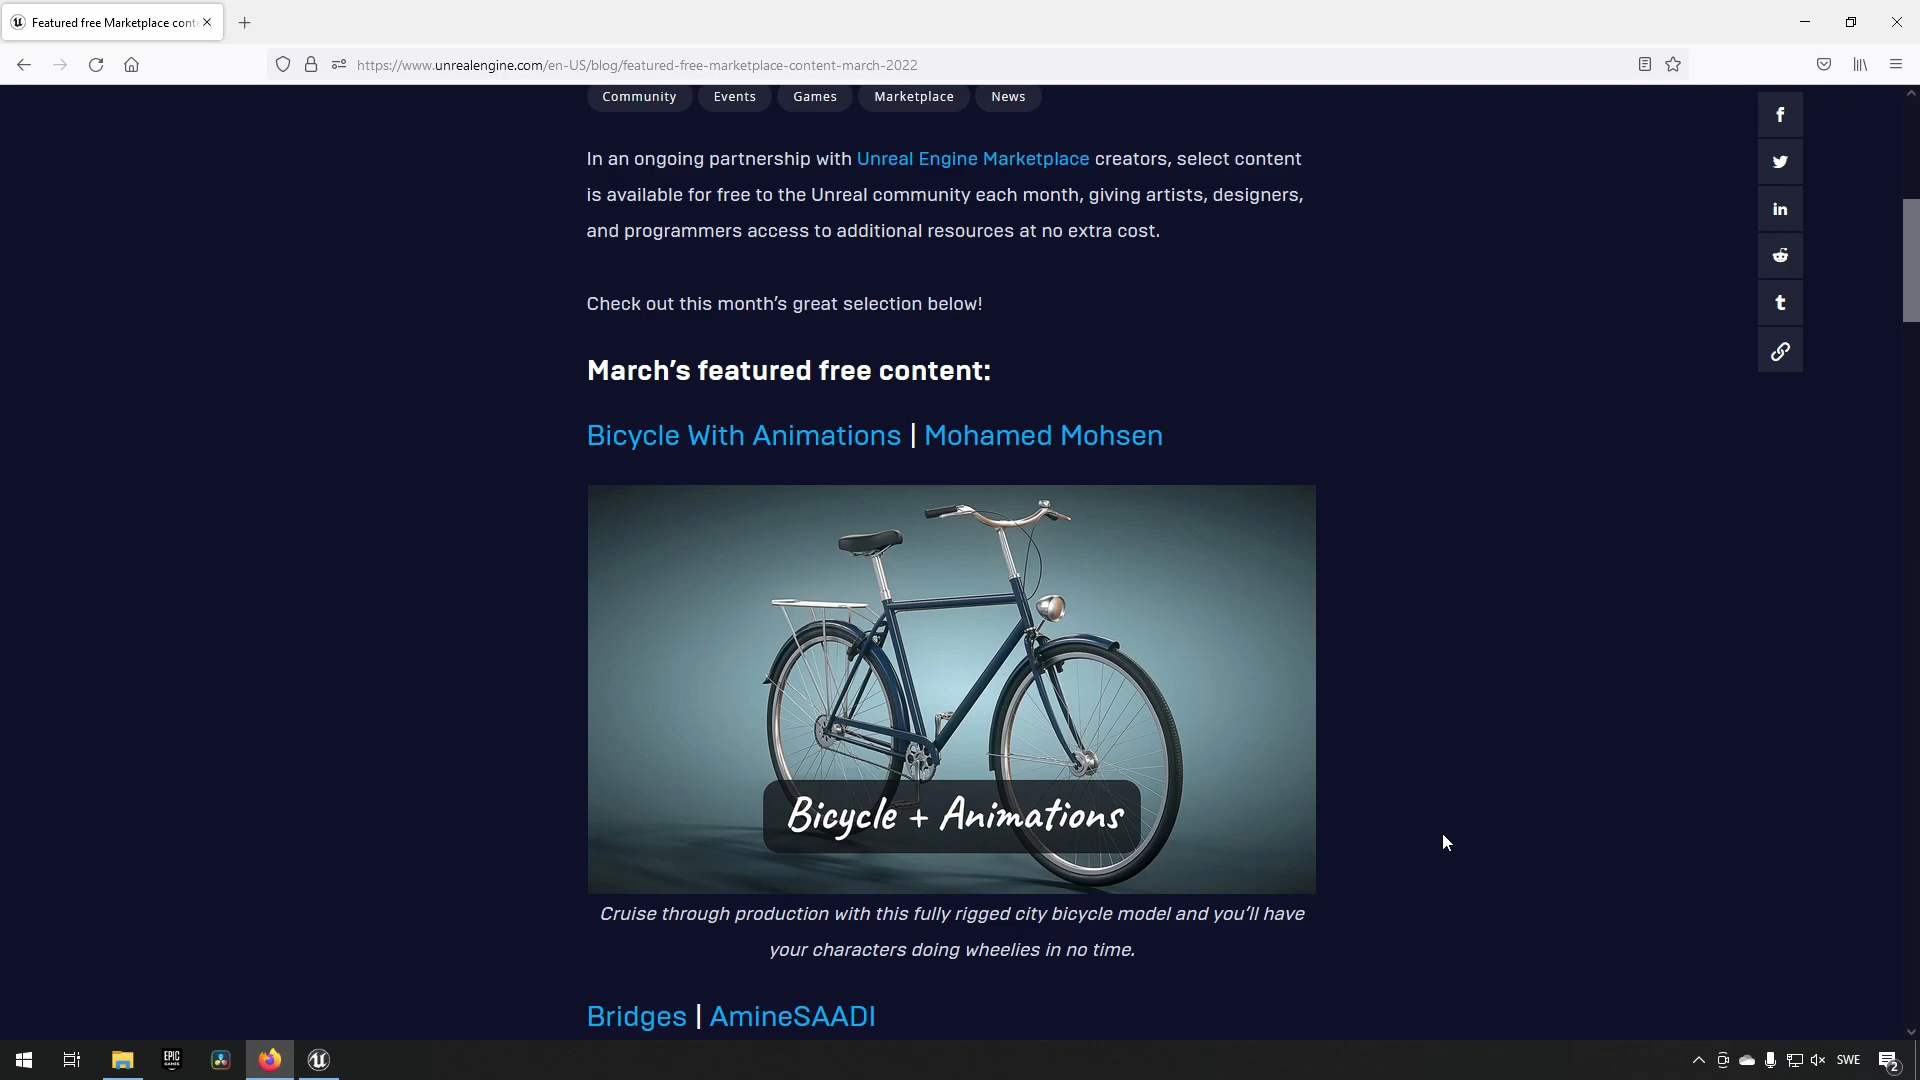 Featured free Marketplace cont
https://www.unrealengine.com/en-US/blog/featured-free-marketplace-content-march-2022
Community Events Games Marketplace News
In an ongoing partnership with Unreal Engine Marketplace creators, select content
is available for free to the Unreal community each month, giving artists, designers,
and programmers access to additional resources at no extra cost.
Check out this month’s great selection below!
March’s featured free content:
Bicycle With Animations | Mohamed Mohsen
Bicycle + Animations
Cruise through production with this fully rigged city bicycle model and you’ll have
your characters doing wheelies in no time.
Bridges | AmineSAADI
EPIC
GAMES
SWE
2